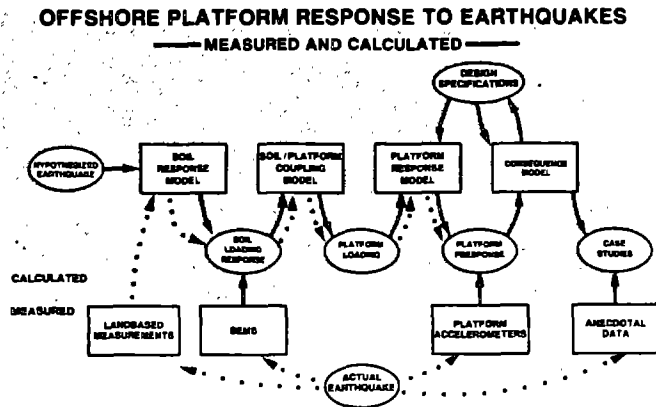 OFFSHORE PLATFORM RESPONSE TO EARTHQUAKES
MEASURED AND CALCULATED
DESIGN
SPECIFICATIONS
HYPOTHESIZED
EARTHQUAKE
SOIL
RESPONSE
MODEL
SOIL / PLATFORM
COUPLING
MODEL
PLATFORM
RESPONSE
MODEL
CONSEQUENCE
MODEL
SOIL
LOADING
RESPONSE
PLATFORM
LOADING
PLATFORM
PRESPONSE
CASE
STUDIES
CALCULATED
MEASURED
LANDBASED
MEASUREMENTS
SEMS
PLATFORM
ACCELEROMETERS
ANECDOTAL
DATA
ACTUAL
EARTHQUAKE